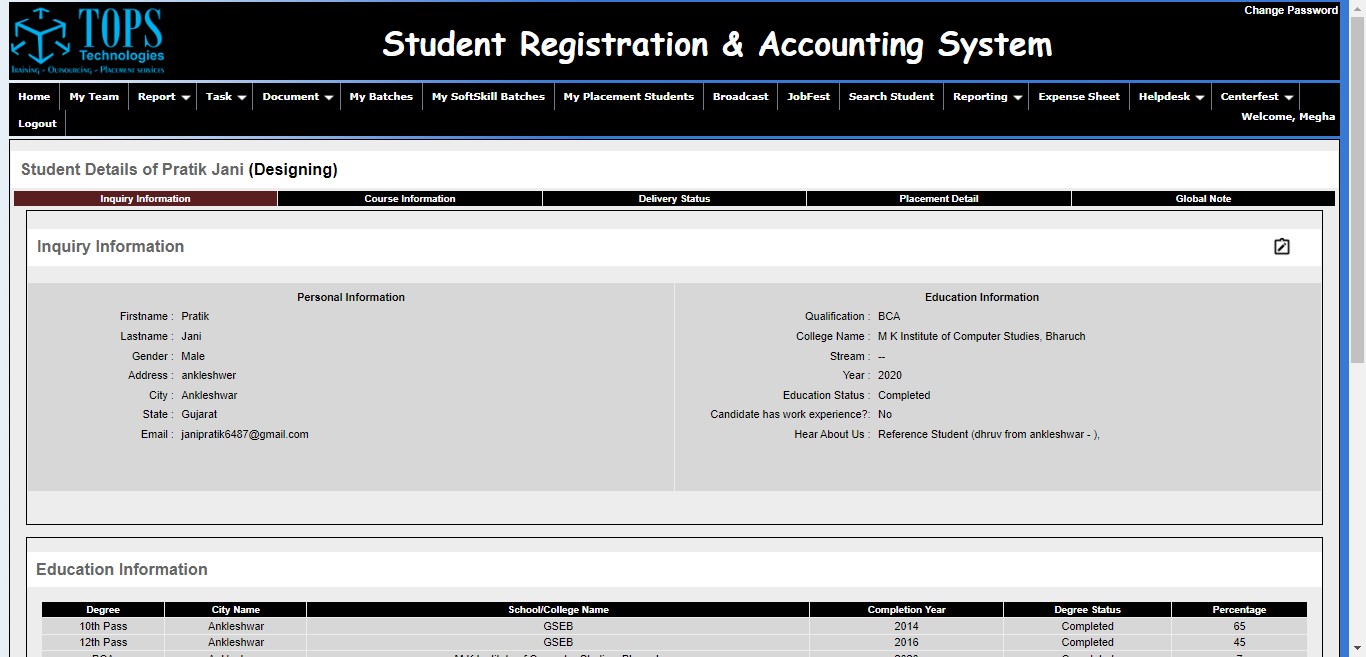 Change Password
TOPS
Technologies
Training - Outsourcing - Placement services
Student Registration & Accounting System
Home My Team Report Task Document My Batches My SoftSkill Batches My Placement Students Broadcast JobFest Search Student Reporting Expense Sheet Helpdesk Centerfest
Logout Welcome, Megha
Student Details of Pratik Jani (Designing)
Inquiry Information Course Information Delivery Status Placement Detail Global Note
Inquiry Information
Personal Information
Firstname : Pratik
Lastname : Jani
Gender : Male
Address : ankleshwer
City : Ankleshwar
State : Gujarat
Email : janipratik6487@gmail.com
Education Information
Qualification : BCA
College Name : M K Institute of Computer Studies, Bharuch
Stream : --
Year : 2020
Education Status : Completed
Candidate has work experience?: No
Hear About Us : Reference Student (dhruv from ankleshwar - ),
Education Information
Degree City Name School/College Name Completion Year Degree Status Percentage
10th Pass Ankleshwar GSEB 2014 65 Completed
12th Pass Ankleshwar GSEB 2016 Completed 45